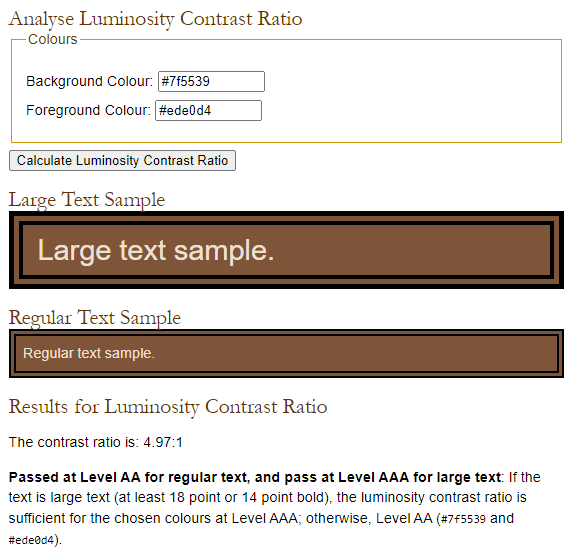 Analyse Luminosity Contrast Ratio
Colours
Background Colour: #7f5539
Foreground Colour: #ede0d4
Calculate Luminosity Contrast Ratio
Large Text Sample
Large text sample.
Regular Text Sample
Regular text sample.
Results for Luminosity Contrast Ratio
The contrast ratio is: 4.97:1
Passed at Level AA for regular text, and pass at Level AAA for large text: If the
text is large text (at least 18 point or 14 point bold), the luminosity contrast ratio is
sufficient for the chosen colours at Level AAA; otherwise, Level AA (#7f5539 and
#ede0d4).